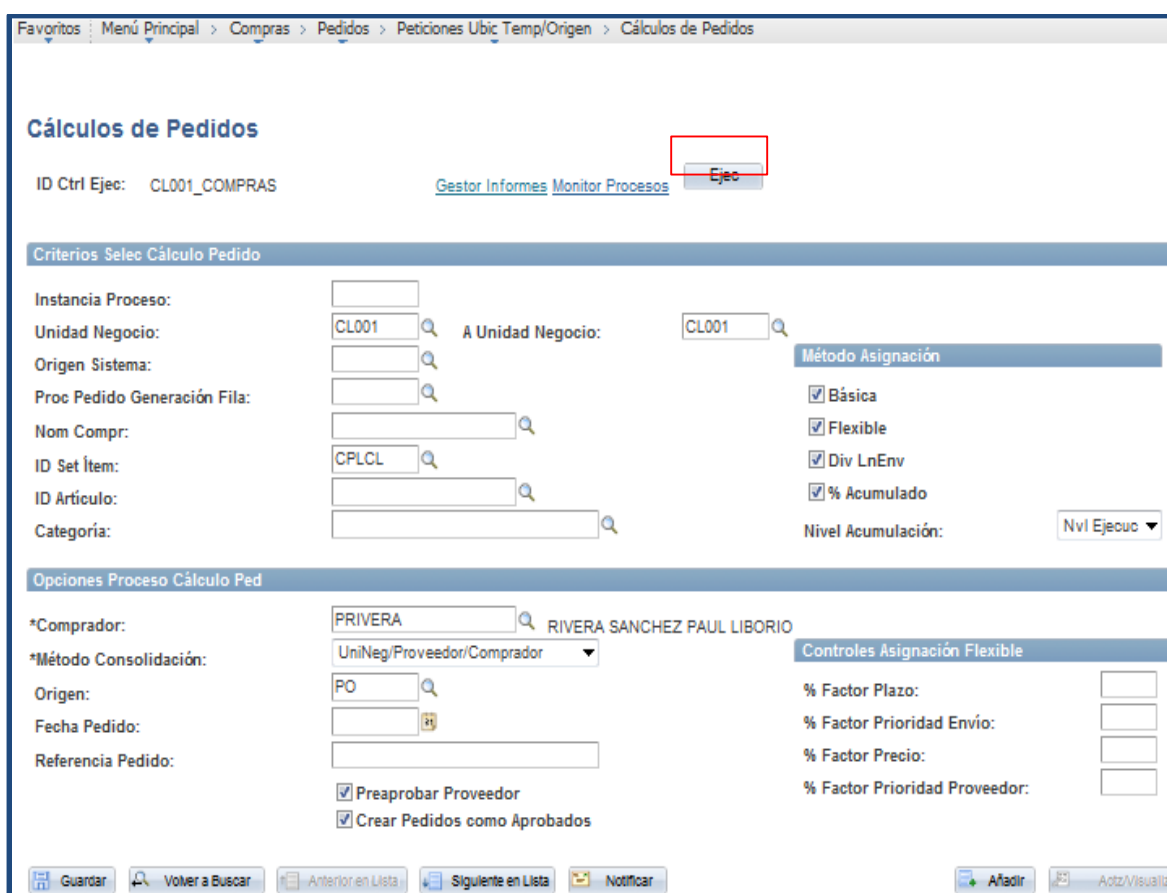 Favoritos Menú Principal > Compras > Pedidos > Peticiones Ubic Temp/Origen > Cálculos de Pedidos
Cálculos de Pedidos
ID Ctrl Ejec: CL001_COMPRAS Gestor Informes Monitor Procesos Ejec
Criterios Selec Cálculo Pedido
Instancia Proceso:
Unidad Negocio: CL001 A Unidad Negocio: CL001
Origen Sistema:
Método Asignación
Proc Pedido Generación Fila:
Básica
Nom Compr:
Flexible
ID Set Ítem: CPLCL
Div LnEnv
ID Artículo:
% Acumulado
Categoría:
Nivel Acumulación: Nvl Ejecuc
Opciones Proceso Cálculo Ped
*Comprador: PRIVERA RIVERA SANCHEZ PAUL LIBORIO
*Método Consolidación: UniNeg/Proveedor/Comprador
Controles Asignación Flexible
Origen: PO
% Factor Plazo:
Fecha Pedido:
% Factor Prioridad Envío:
Referencia Pedido:
% Factor Precio:
% Factor Prioridad Proveedor:
Preaprobar Proveedor
Crear Pedidos como Aprobados
Guardar Volver a Buscar Anterior en Lista Siguiente en Lista Notificar Añadir Actz/Visuali